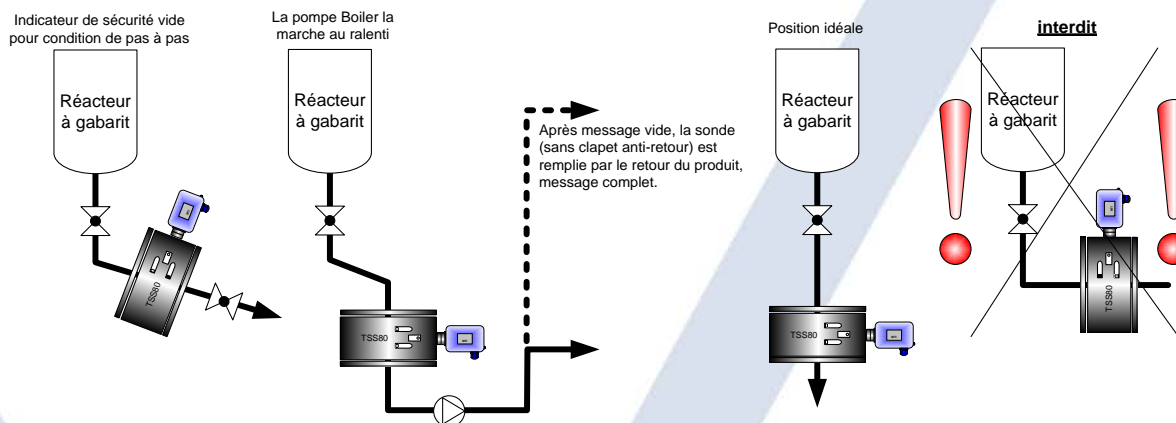 Indicateur de sécurité vide
pour condition de pas à pas
Réacteur
à gabarit
TSS80
La pompe Boiler la
marche au ralenti
Réacteur
à gabarit
TSS80
Après message vide, la sonde
(sans clapet anti-retour) est
remplie par le retour du produit,
message complet.
Position idéale
Réacteur
à gabarit
TSS80
interdit
Réacteur
à gabarit
TSS80